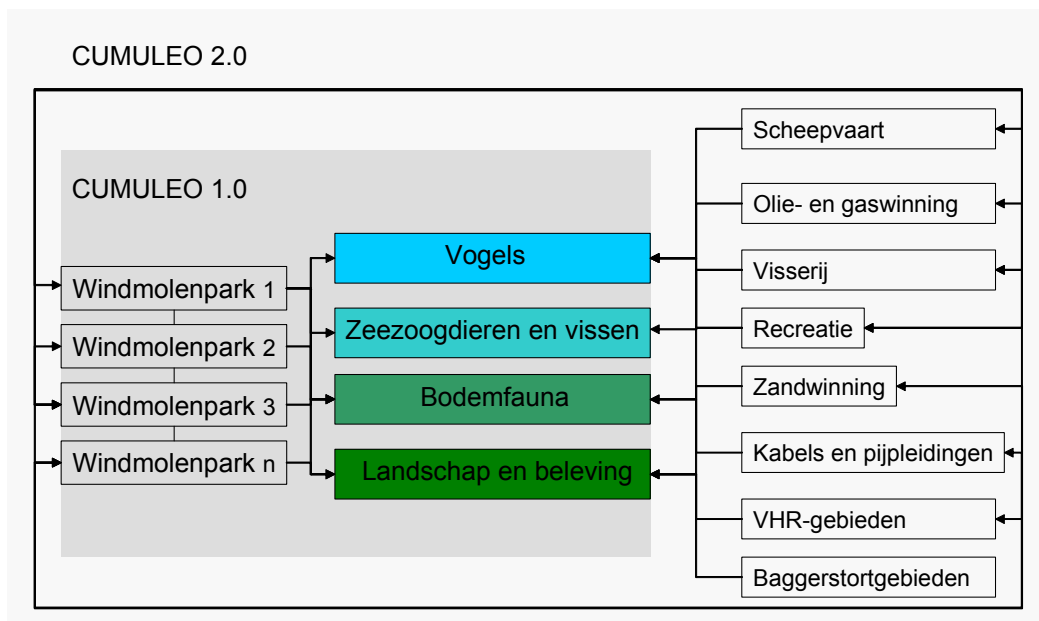 CUMULEO 2.0
CUMULEO 1.0
Windmolenpark 1
Windmolenpark 2
Windmolenpark 3
Windmolenpark n
Vogels
Zeezoogdieren en vissen
Bodemfauna
Landschap en beleving
Scheepvaart
Olie- en gaswinning
Visserij
Recreatie
Zandwinning
Kabels en pijpleidingen
VHR-gebieden
Baggerstortgebieden